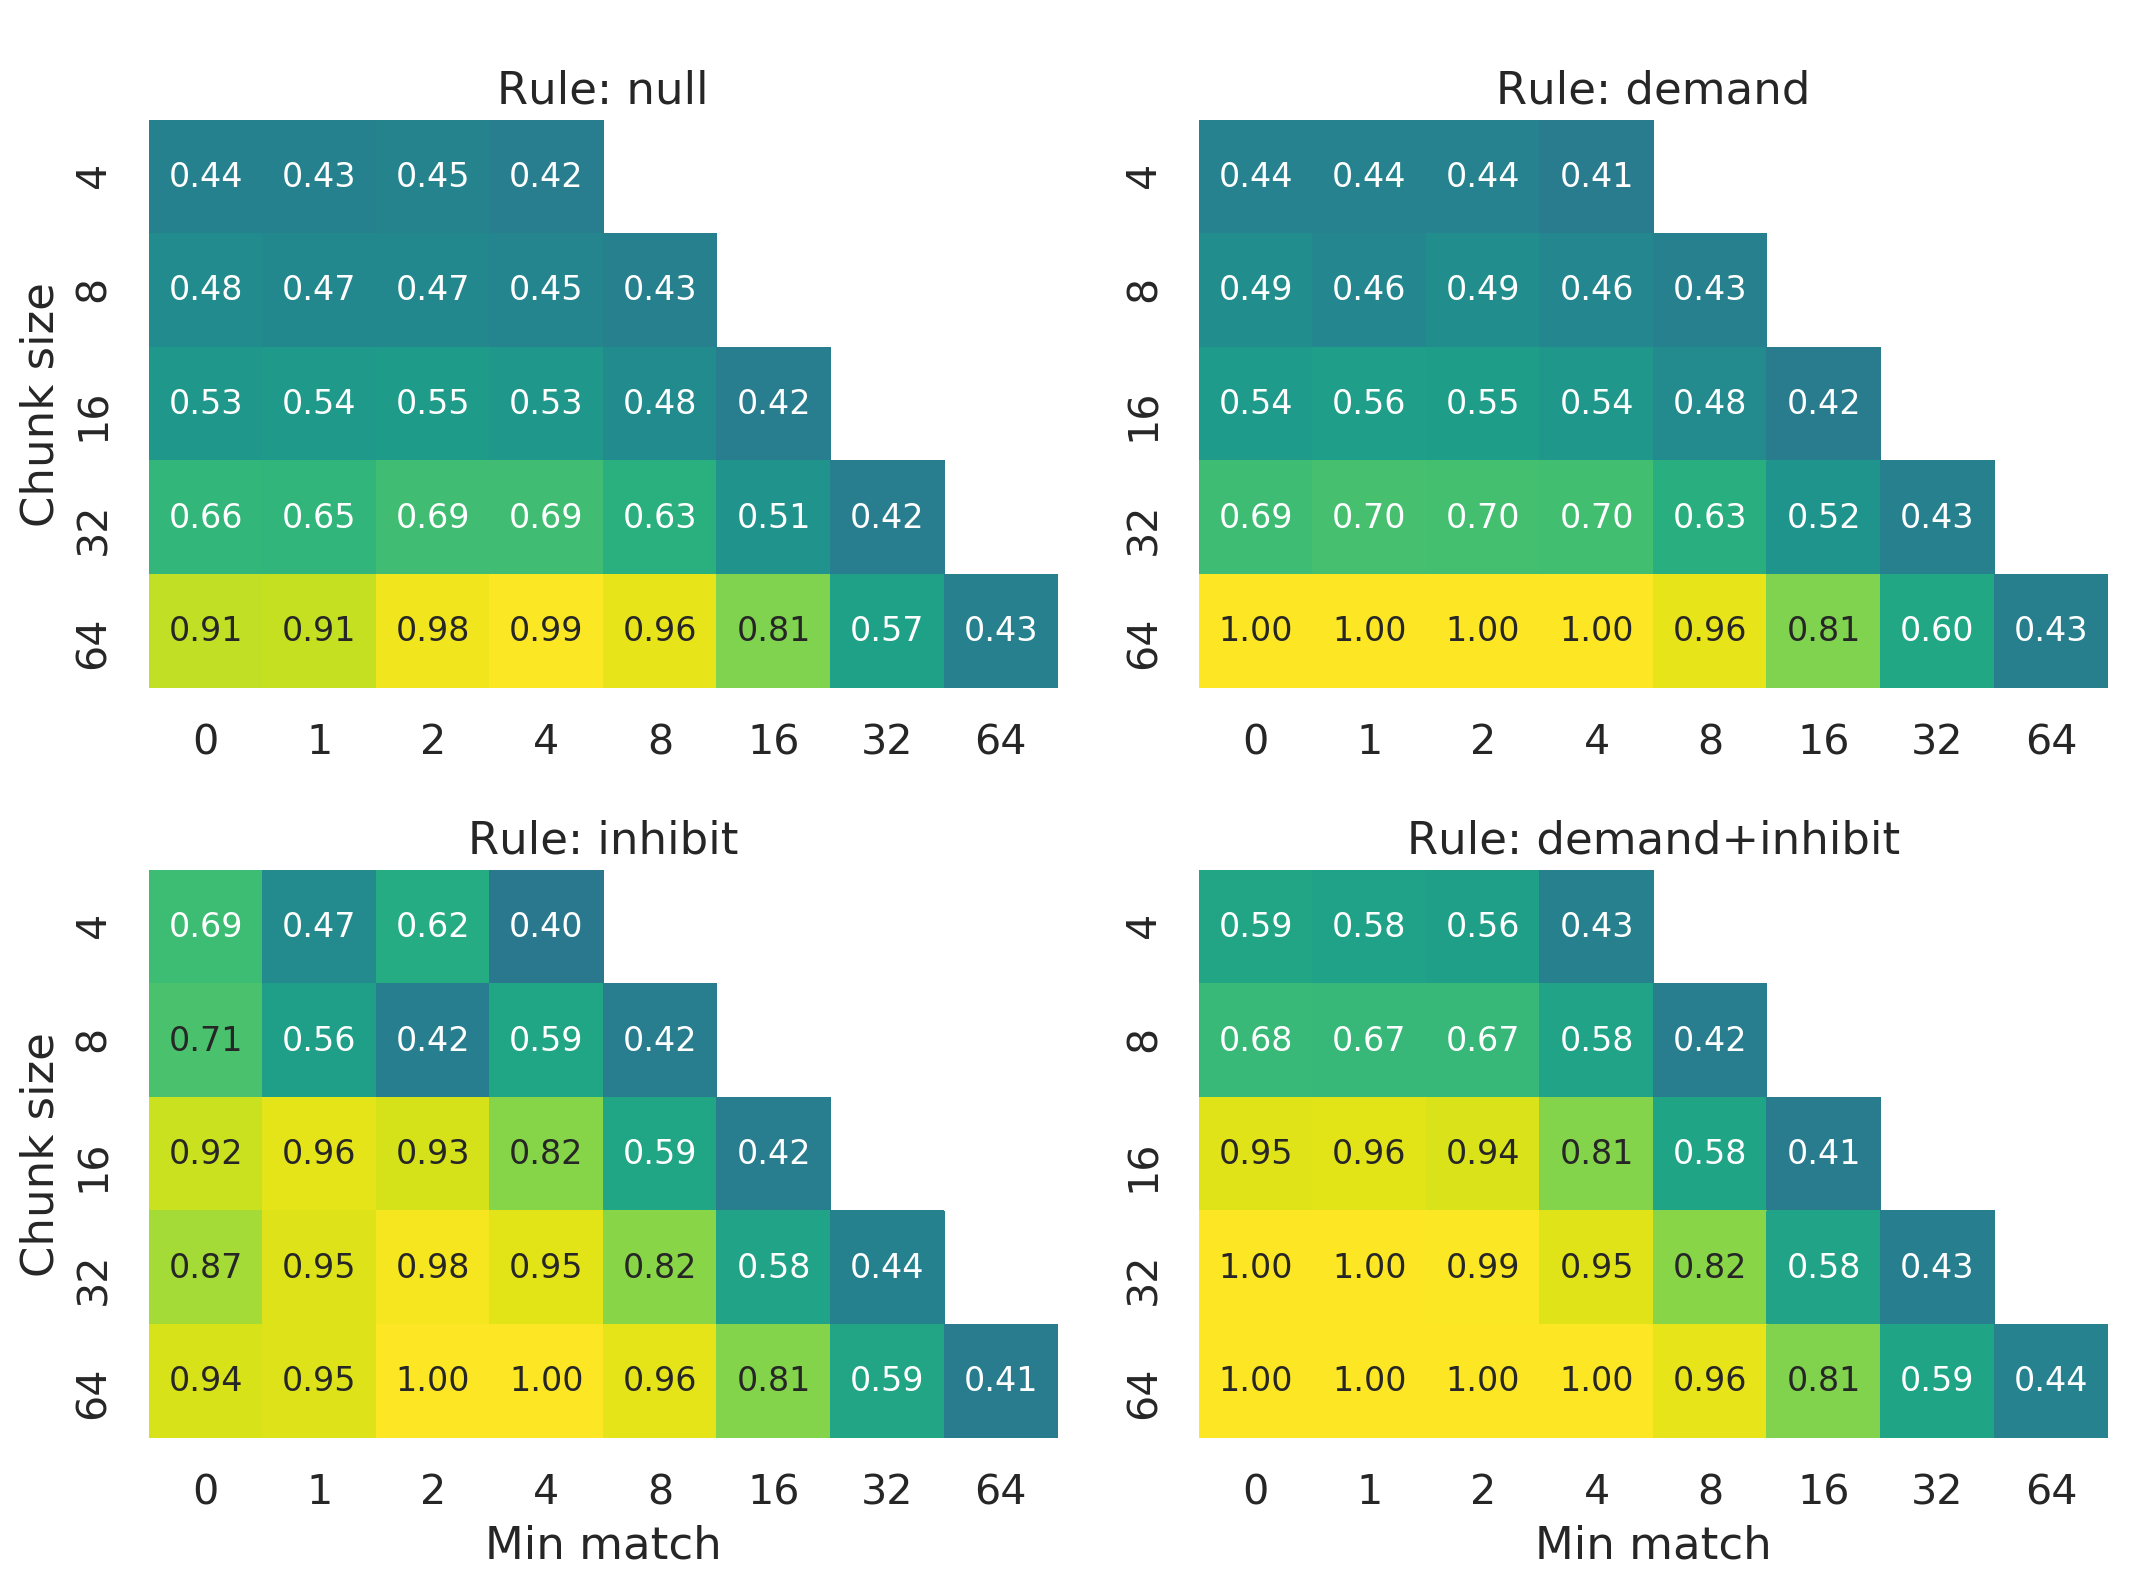 Rule: null
Chunk size
4 0.44 0.43 0.45 0.42
8 0.48 0.47 0.47 0.45 0.43
16 0.53 0.54 0.55 0.53 0.48 0.42
32 0.66 0.65 0.69 0.69 0.63 0.51 0.42
64 0.91 0.91 0.98 0.99 0.96 0.81 0.57 0.43
0 1 2 4 8 16 32 64
Rule: demand
4 0.44 0.44 0.44 0.41
8 0.49 0.46 0.49 0.46 0.43
16 0.54 0.56 0.55 0.54 0.48 0.42
32 0.69 0.70 0.70 0.70 0.63 0.52 0.43
64 1.00 1.00 1.00 1.00 0.96 0.81 0.60 0.43
0 1 2 4 8 16 32 64
Rule: inhibit
Chunk size
4 0.69 0.47 0.62 0.40
8 0.71 0.56 0.42 0.59 0.42
16 0.92 0.96 0.93 0.82 0.59 0.42
32 0.87 0.95 0.98 0.95 0.82 0.58 0.44
64 0.94 0.95 1.00 1.00 0.96 0.81 0.59 0.41
0 1 2 4 8 16 32 64
Min match
Rule: demand+inhibit
4 0.59 0.58 0.56 0.43
8 0.68 0.67 0.67 0.58 0.42
16 0.95 0.96 0.94 0.81 0.58 0.41
32 1.00 1.00 0.99 0.95 0.82 0.58 0.43
64 1.00 1.00 1.00 1.00 0.96 0.81 0.59 0.44
0 1 2 4 8 16 32 64
Min match